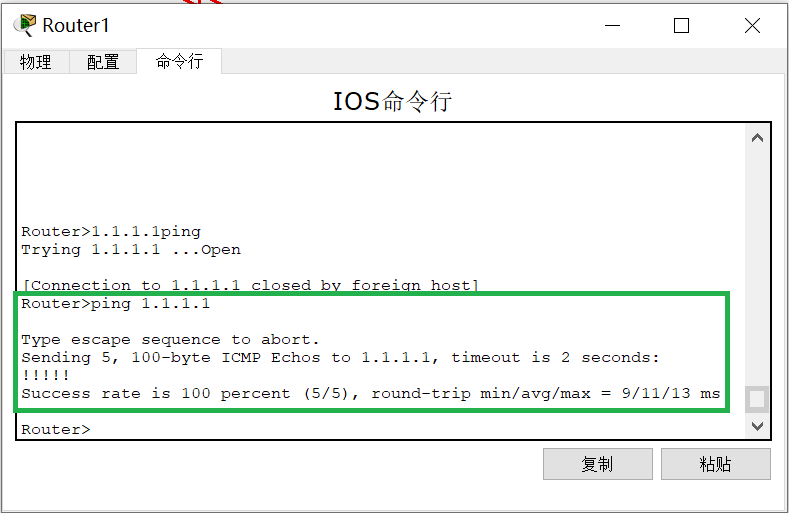 Router1
物理 配置 命令行
IOS命令行
Router>1.1.1.1ping
Trying 1.1.1.1 ...Open
[Connection to 1.1.1.1 closed by foreign host]
Router>ping 1.1.1.1
Type escape sequence to abort.
Sending 5, 100-byte ICMP Echos to 1.1.1.1, timeout is 2 seconds:
!!!!!
Success rate is 100 percent (5/5), round-trip min/avg/max = 9/11/13 ms
Router>
复制 粘贴